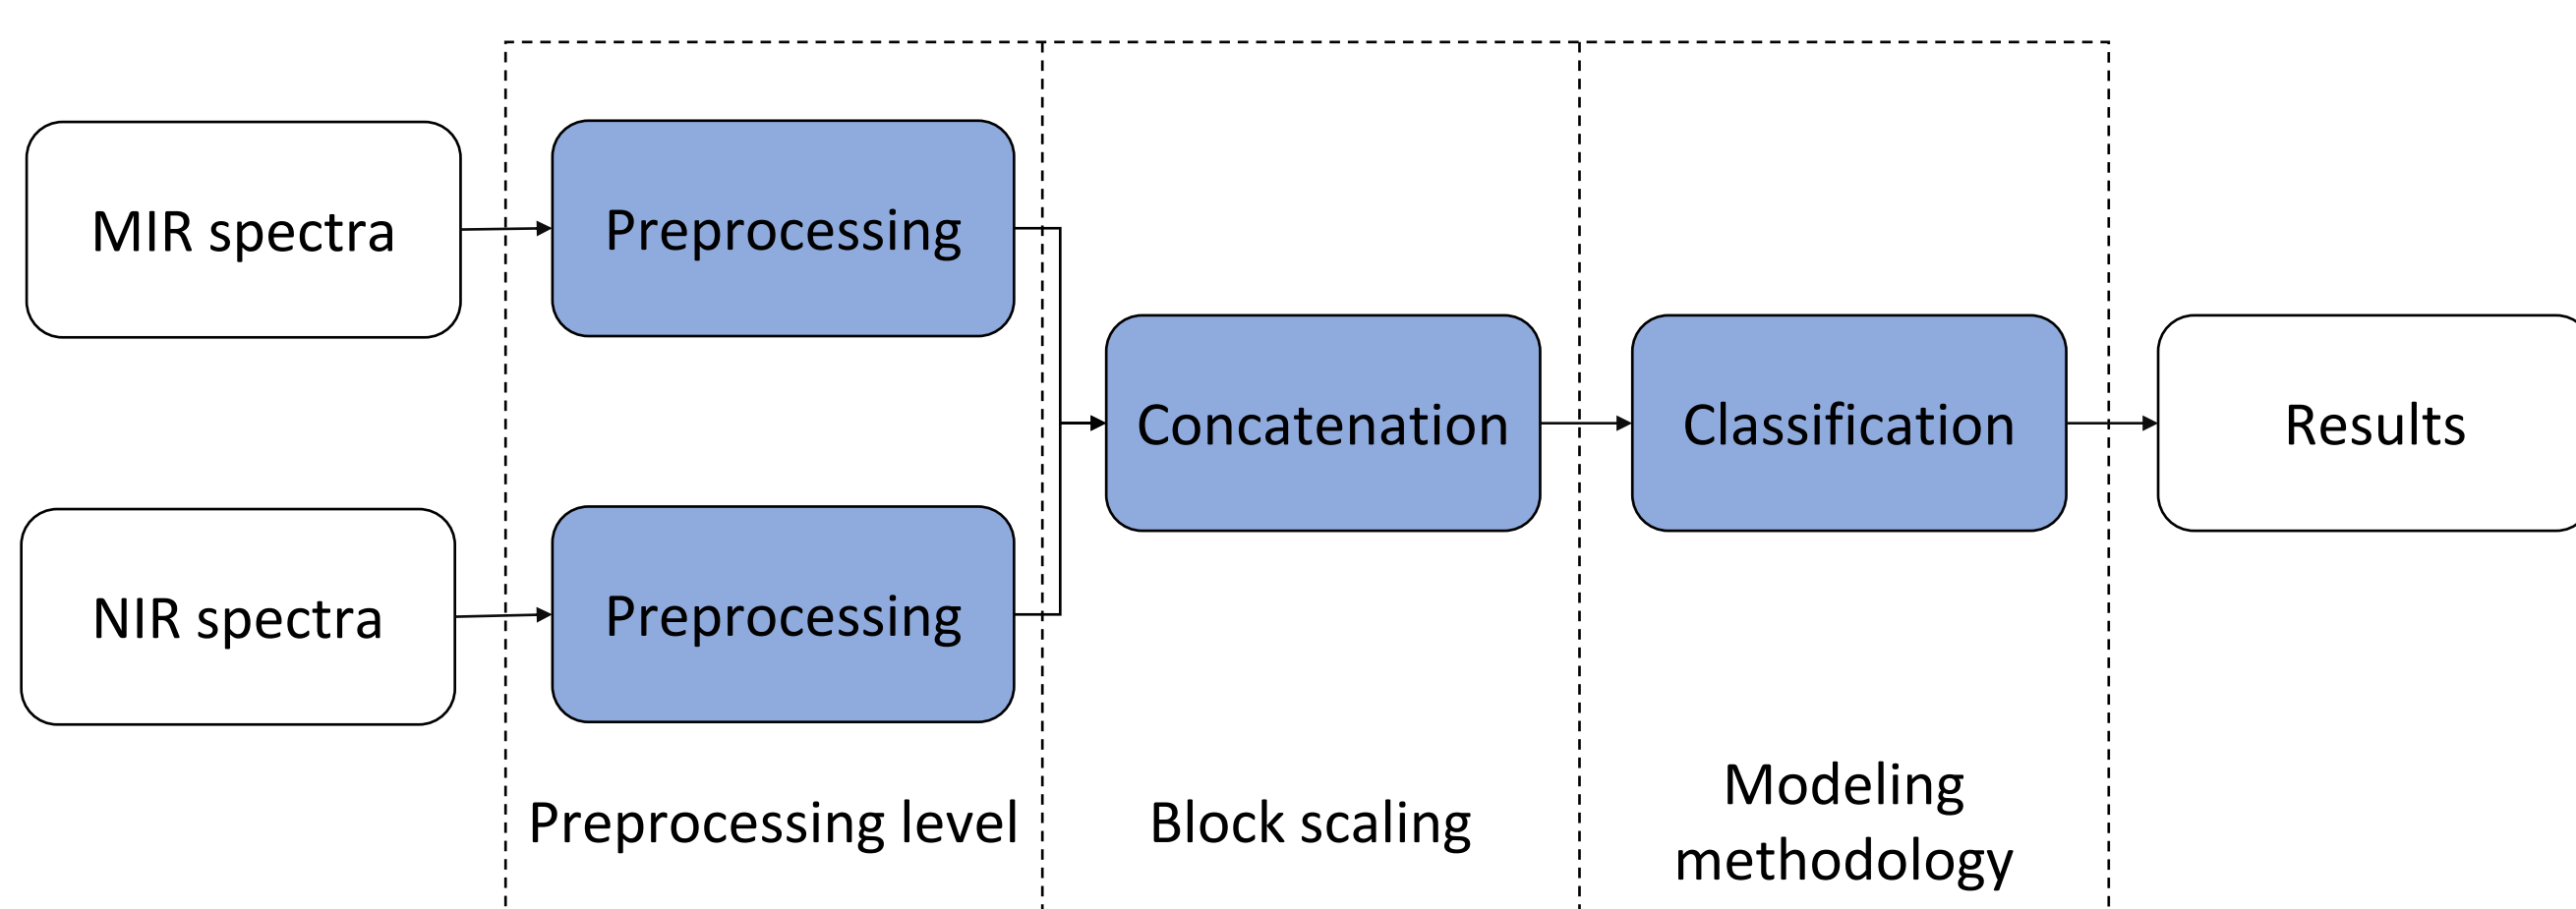 MIR spectra
Preprocessing
Concatenation
Classification
Results
NIR spectra
Preprocessing
Preprocessing level
Block scaling
Modeling
methodology